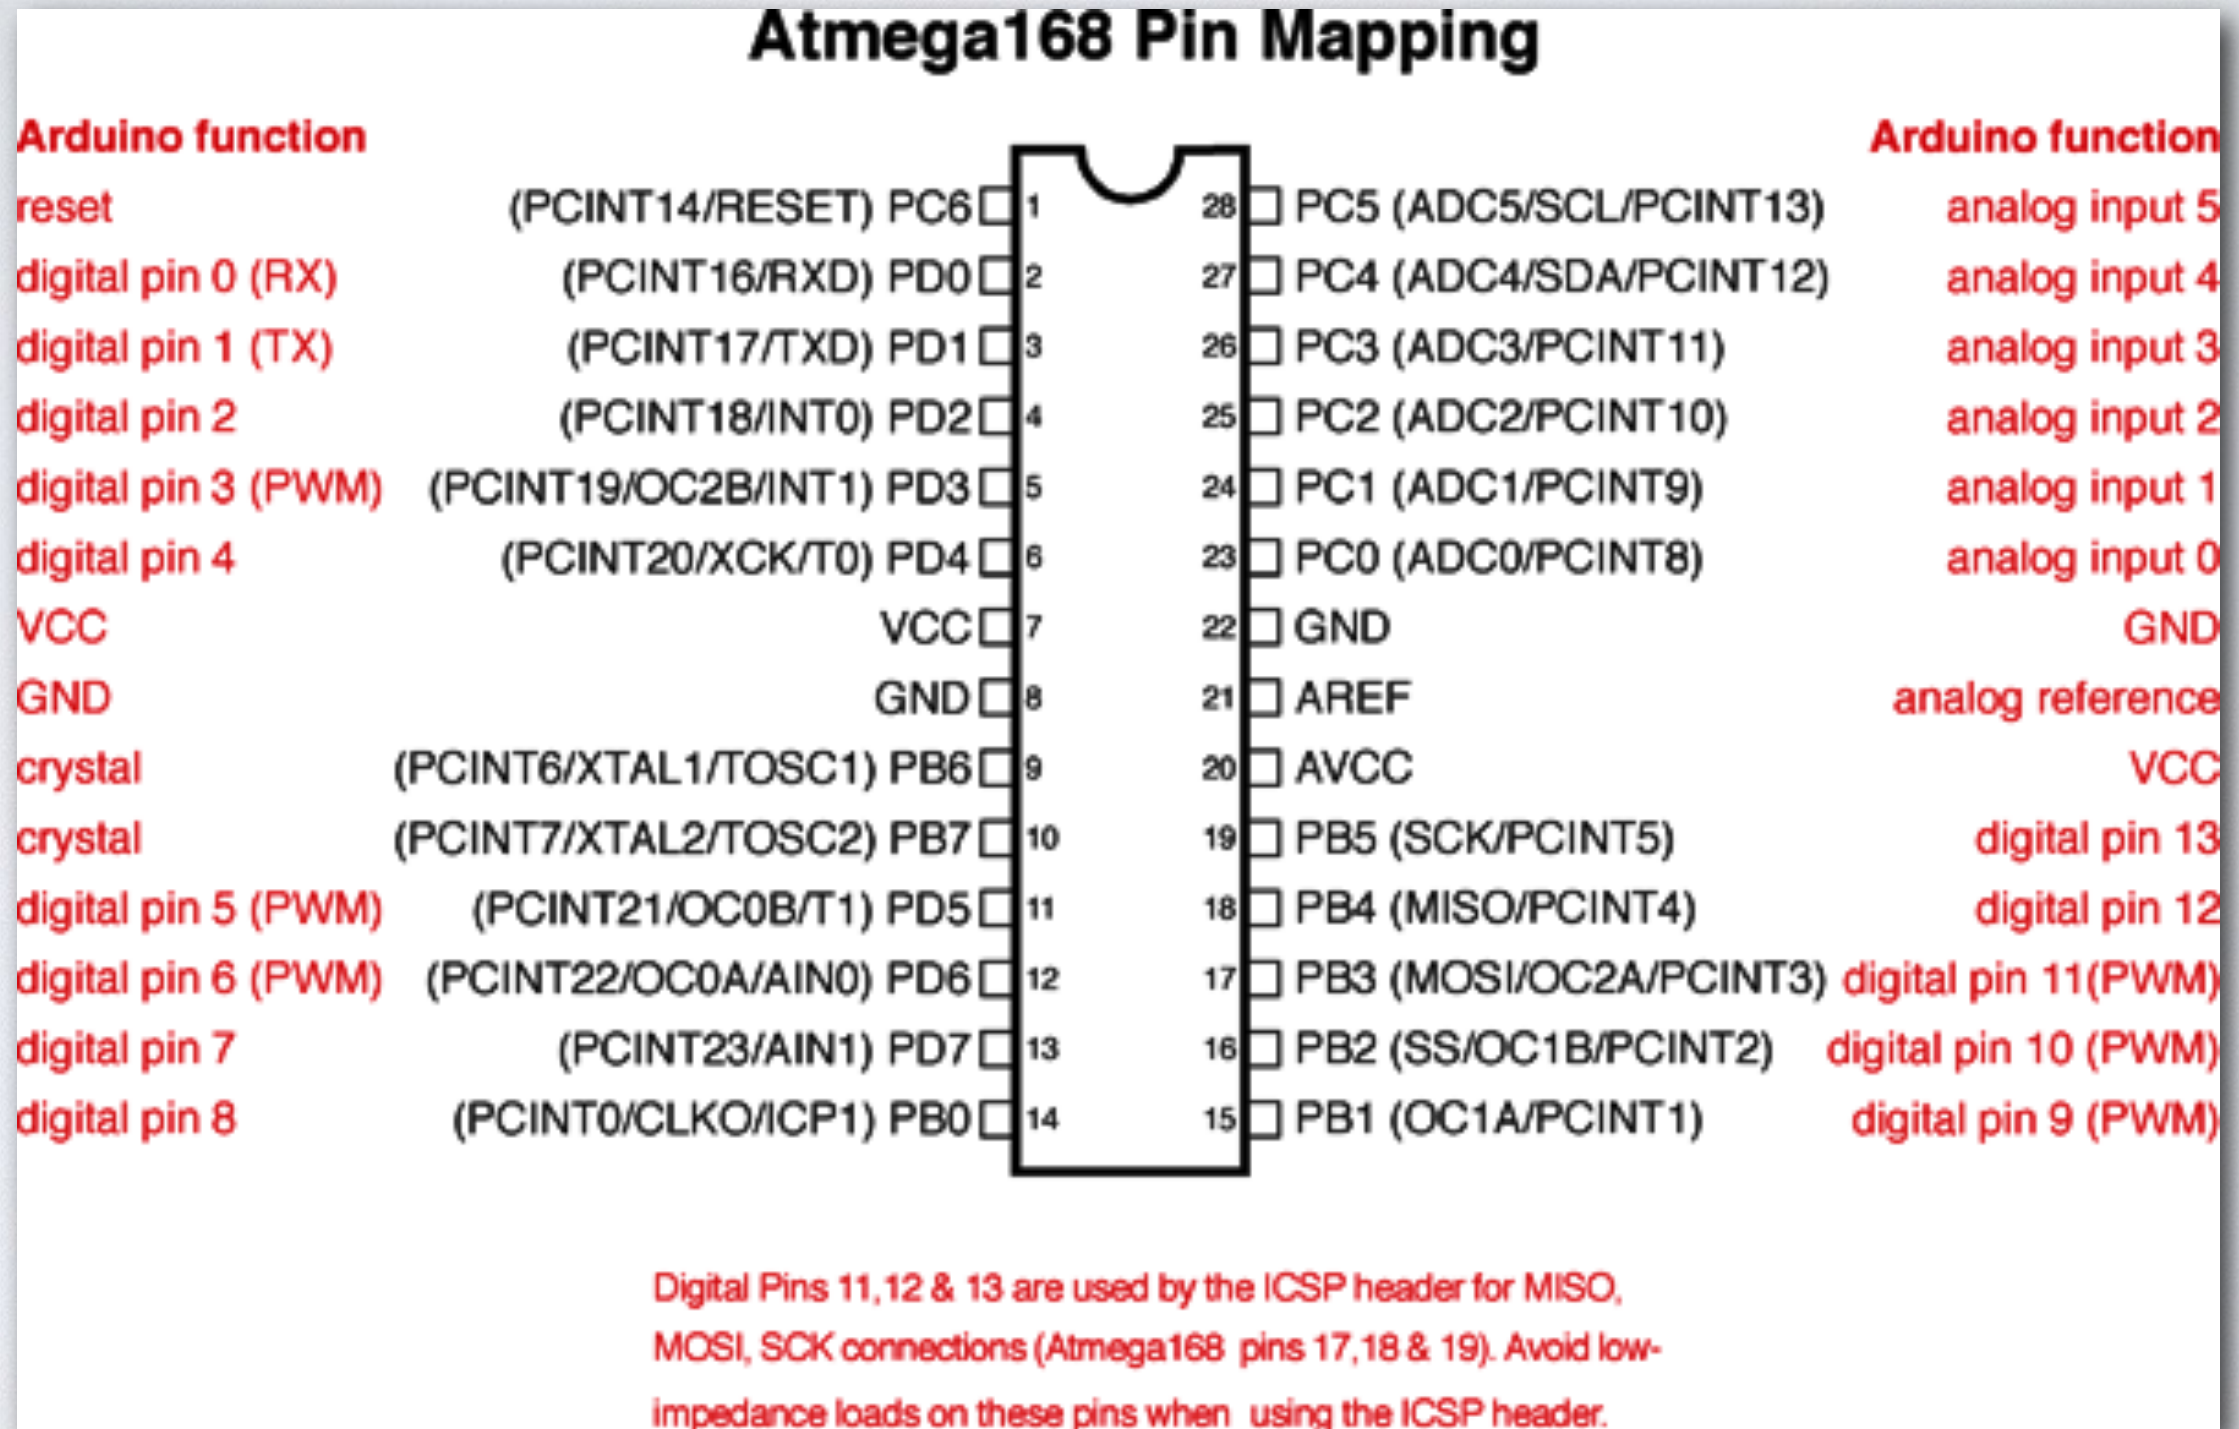 Atmega168 Pin Mapping
Arduino function Arduino function
reset (PCINT14/RESET) PC6 1 28 PC5 (ADC5/SCL/PCINT13) analog input 5
digital pin 0 (RX) (PCINT16/RXD) PD0 2 27 PC4 (ADC4/SDA/PCINT12) analog input 4
digital pin 1 (TX) (PCINT17/TXD) PD1 3 26 PC3 (ADC3/PCINT11) analog input 3
digital pin 2 (PCINT18/INT0) PD2 4 25 PC2 (ADC2/PCINT10) analog input 2
digital pin 3 (PWM) (PCINT19/OC2B/INT1) PD3 5 24 PC1 (ADC1/PCINT9) analog input 1
digital pin 4 (PCINT20/XCK/T0) PD4 6 23 PC0 (ADC0/PCINT8) analog input 0
VCC VCC 7 22 GND GND
GND GND 8 21 AREF analog reference
crystal (PCINT6/XTAL1/TOSC1) PB6 9 20 AVCC VCC
crystal (PCINT7/XTAL2/TOSC2) PB7 10 19 PB5 (SCK/PCINT5) digital pin 13
digital pin 5 (PWM) (PCINT21/OC0B/T1) PD5 11 18 PB4 (MISO/PCINT4) digital pin 12
digital pin 6 (PWM) (PCINT22/OC0A/AIN0) PD6 12 17 PB3 (MOSI/OC2A/PCINT3) digital pin 11(PWM)
digital pin 7 (PCINT23/AIN1) PD7 13 16 PB2 (SS/OC1B/PCINT2) digital pin 10 (PWM)
digital pin 8 (PCINT0/CLKO/ICP1) PB0 14 15 PB1 (OC1A/PCINT1) digital pin 9 (PWM)
Digital Pins 11,12 & 13 are used by the ICSP header for MISO,
MOSI, SCK connections (Atmega168 pins 17,18 & 19). Avoid low-
impedance loads on these pins when using the ICSP header.